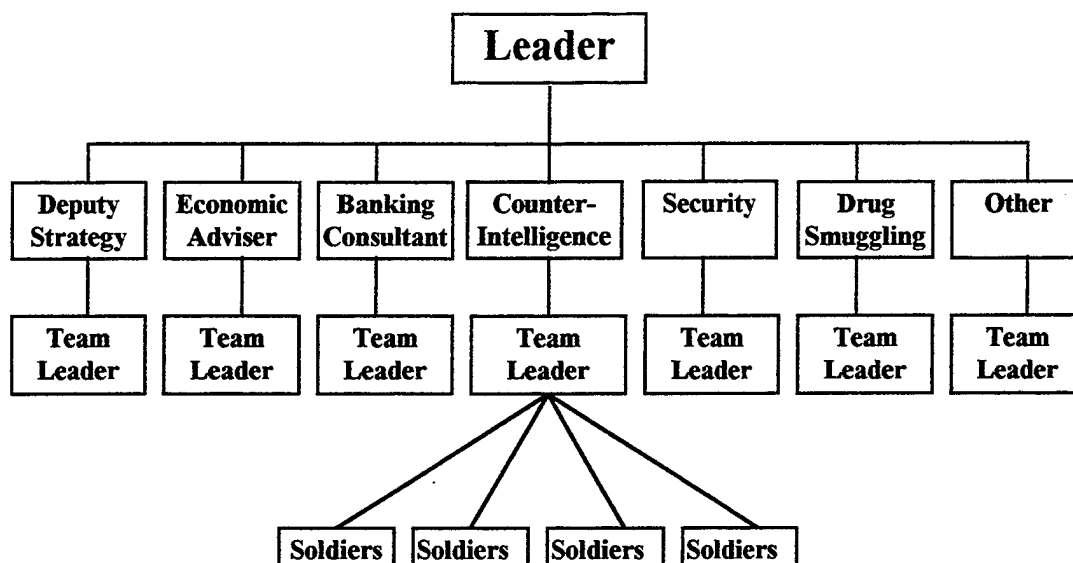 Leader
Deputy
Strategy
Economic
Adviser
Banking
Consultant
Counter-
Intelligence
Security
Drug
Smuggling
Other
Team
Leader
Team
Leader
Team
Leader
Team
Leader
Team
Leader
Team
Leader
Team
Leader
Soldiers
Soldiers
Soldiers
Soldiers